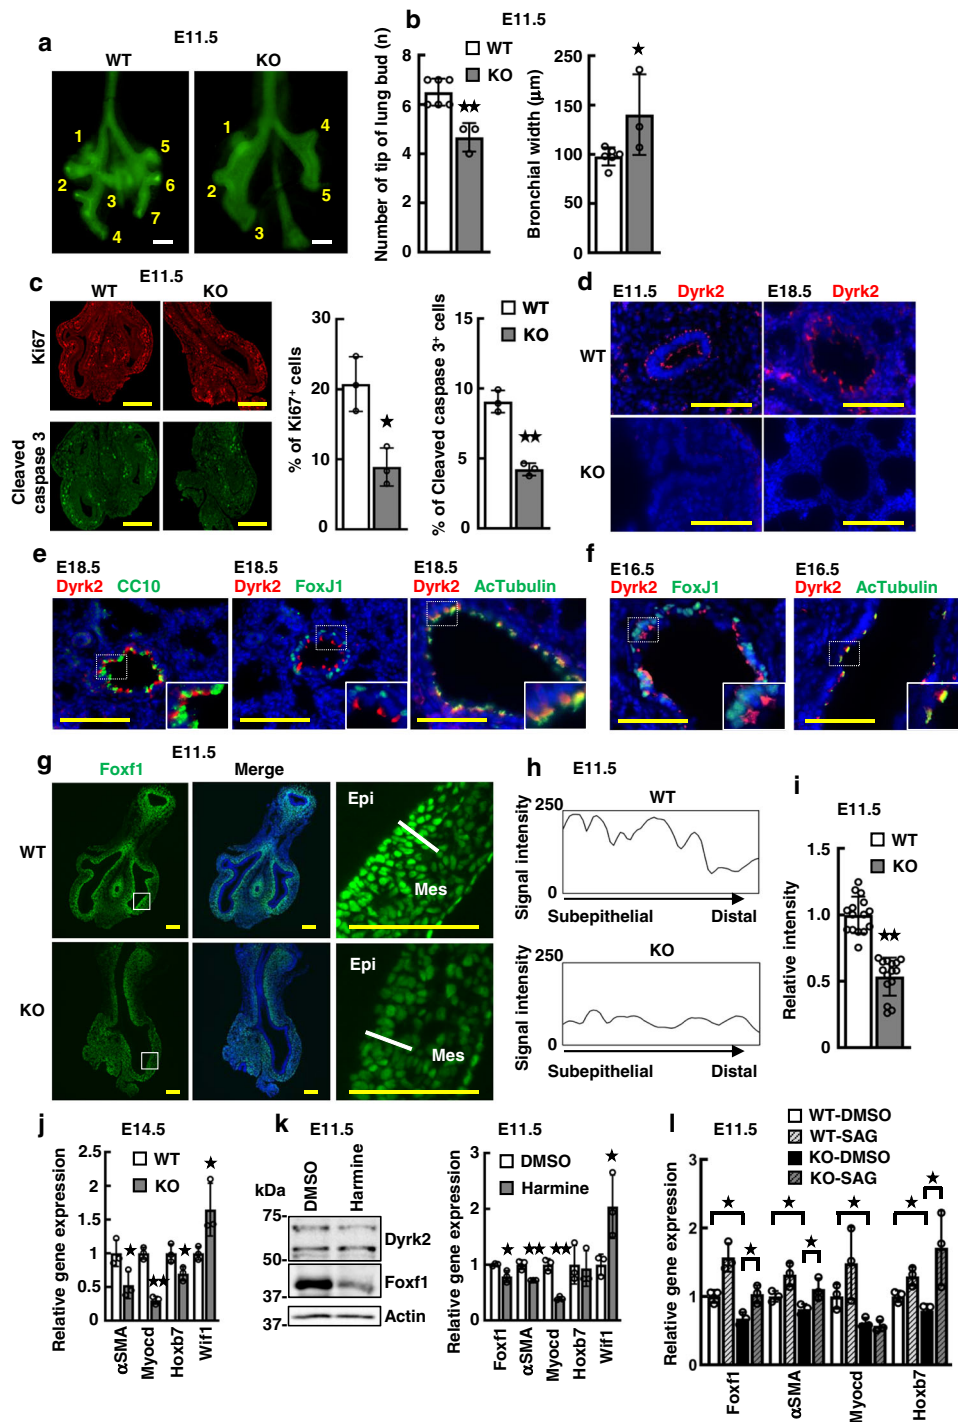 a
E11.5
WT
KO
1
2
3
4
5
6
7
1
2
3
4
5
b
E11.5
WT
KO
Number of tip of lung bud (n)
8
6
4
2
0
★★
Bronchial width (μm)
250
150
100
50
0
★
c
E11.5
WT
KO
Ki67
Cleaved
caspase 3
% of Ki67⁺ cells
30
20
10
0
★
WT
KO
% of Cleaved caspase 3⁺ cells
15
10
5
0
★★
d
E11.5 Dyrk2
E18.5 Dyrk2
WT
KO
e
E18.5
Dyrk2 CC10
E18.5
Dyrk2 FoxJ1
E18.5
Dyrk2 AcTubulin
f
E16.5
Dyrk2 FoxJ1
E16.5
Dyrk2 AcTubulin
g
E11.5
Foxf1
Merge
WT
KO
Epi
Mes
Epi
Mes
h
E11.5
WT
Signal intensity
250
0
Subepithelial
Distal
KO
Signal intensity
250
0
Subepithelial
Distal
i
E11.5
WT
KO
Relative intensity
1.5
1.0
0.5
0
★★
j
E14.5
WT
KO
Relative gene expression
2.5
2
1.5
1
0.5
0
★
★★
★
★
αSMA
Myocd
Hoxb7
Wif1
k
E11.5
DMSO
Harmine
kDa
75-
50-
37-
37-
Dyrk2
Foxf1
Actin
E11.5
DMSO
Harmine
Relative gene expression
3
2
1
0
★
★★
★★
★
Foxf1
αSMA
Myocd
Hoxb7
Wif1
l
E11.5
WT-DMSO
WT-SAG
KO-DMSO
KO-SAG
Relative gene expression
3
2
1
0
★
★
★
★
★
★
★
Foxf1
αSMA
Myocd
Hoxb7